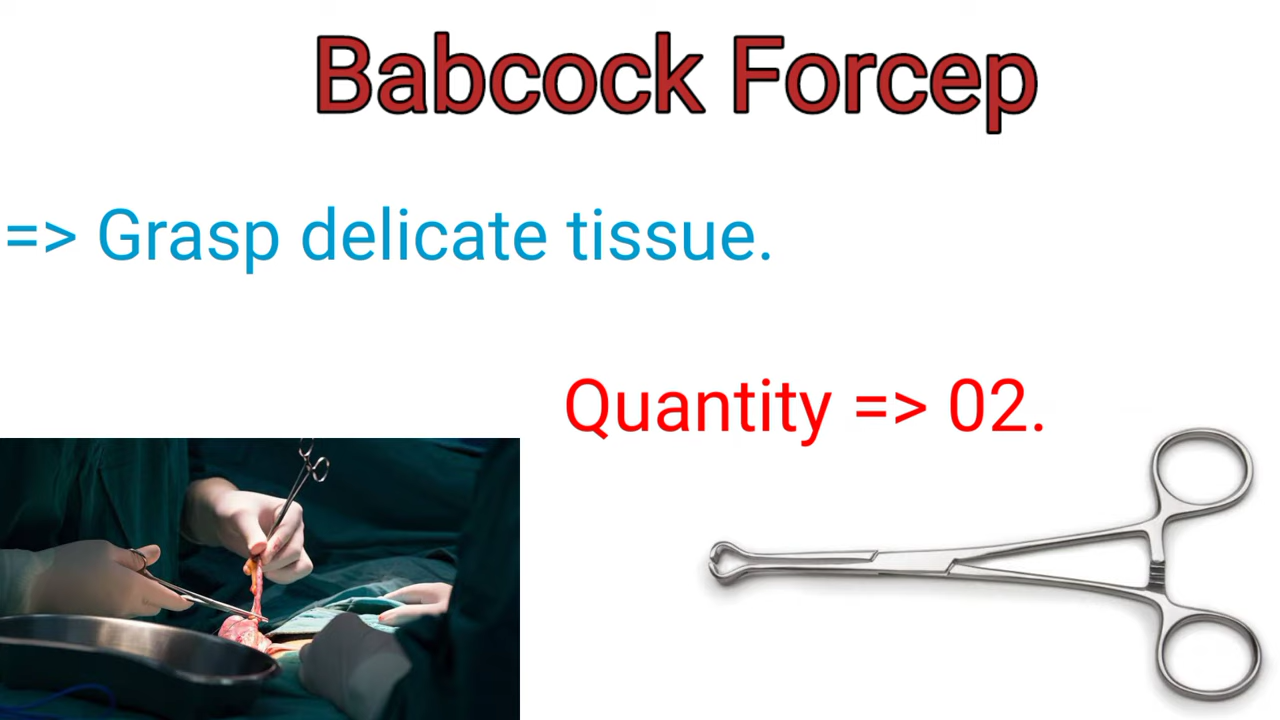 Babcock Forcep
=> Grasp delicate tissue.
Quantity => 02.